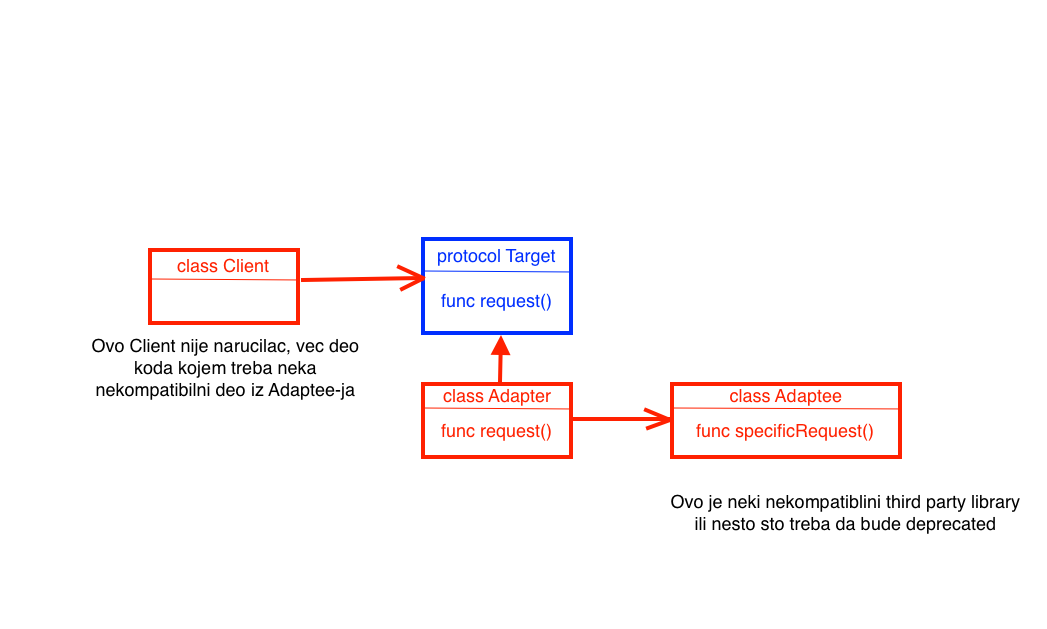 class Client
Ovo Client nije narucilac, vec deo
koda kojem treba neka
nekompatibilni deo iz Adaptee-ja
protocol Target
func request()
class Adapter
func request()
class Adaptee
func specificRequest()
Ovo je neki nekompatiblini third party library
ili nesto sto treba da bude deprecated